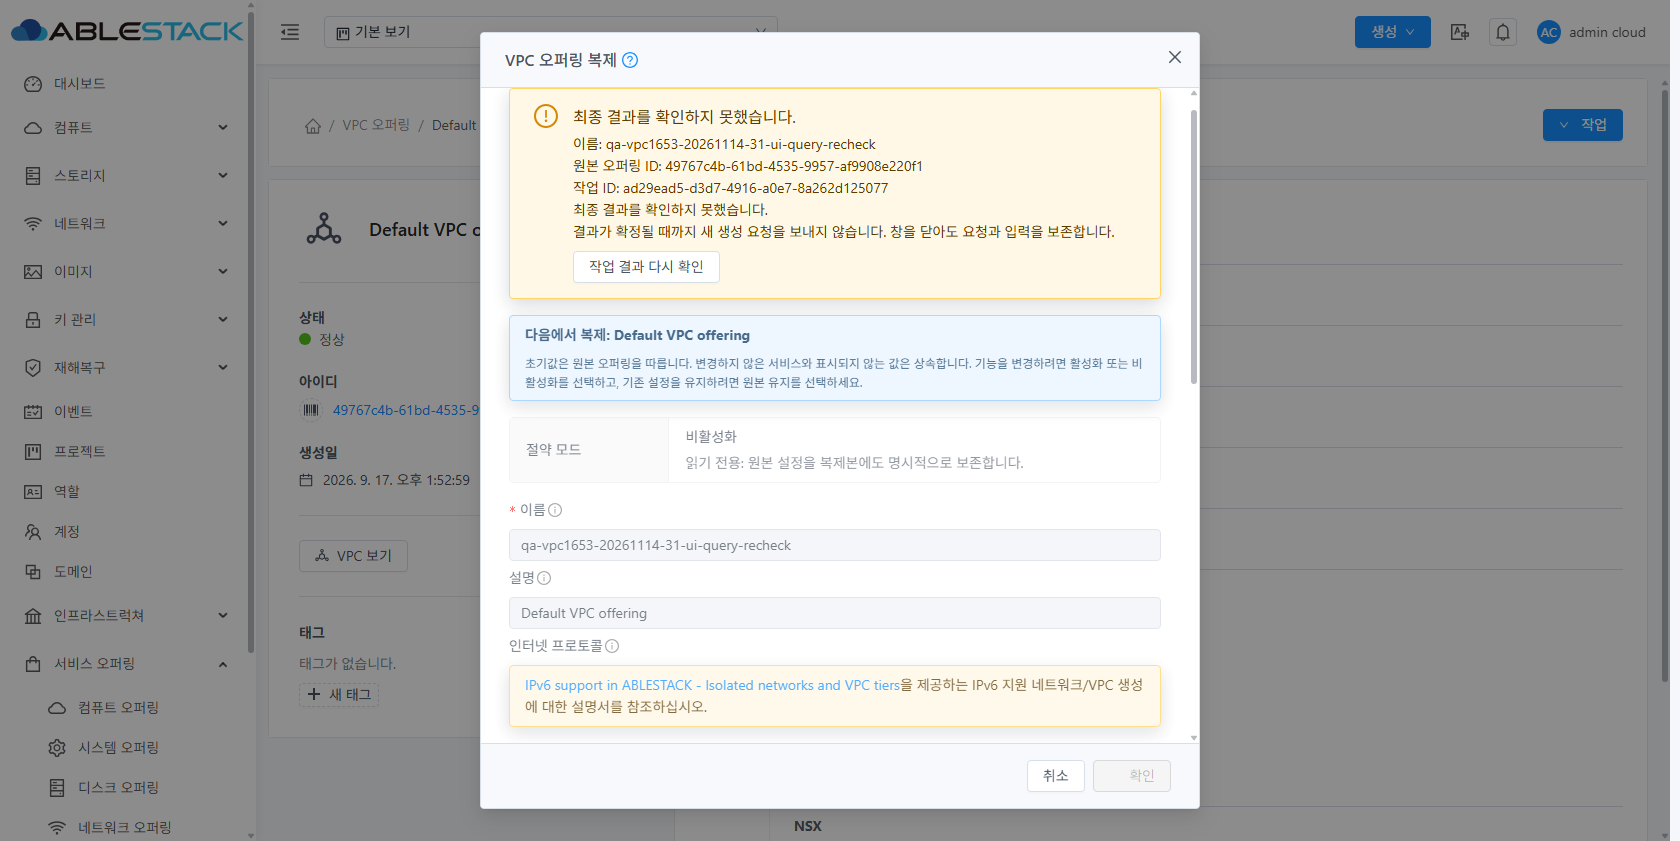 ABLESTACK
기본 보기
생성
AC
admin cloud
대시보드
컴퓨트
스토리지
네트워크
이미지
키 관리
재해복구
이벤트
프로젝트
역할
계정
도메인
인프라스트럭쳐
서비스 오퍼링
컴퓨트 오퍼링
시스템 오퍼링
디스크 오퍼링
네트워크 오퍼링
/ VPC 오퍼링 / Default
작업
Default VPC o
상태
정상
아이디
49767c4b-61bd-4535-9
생성일
2026. 9. 17. 오후 1:52:59
VPC 보기
태그
태그가 없습니다.
+ 새 태그
NSX
VPC 오퍼링 복제
최종 결과를 확인하지 못했습니다.
이름: qa-vpc1653-20261114-31-ui-query-recheck
원본 오퍼링 ID: 49767c4b-61bd-4535-9957-af9908e220f1
작업 ID: ad29ead5-d3d7-4916-a0e7-8a262d125077
최종 결과를 확인하지 못했습니다.
결과가 확정될 때까지 새 생성 요청을 보내지 않습니다. 창을 닫아도 요청과 입력을 보존합니다.
작업 결과 다시 확인
다음에서 복제: Default VPC offering
초기값은 원본 오퍼링을 따릅니다. 변경하지 않은 서비스와 표시되지 않는 값은 상속합니다. 기능을 변경하려면 활성화 또는 비
활성화를 선택하고, 기존 설정을 유지하려면 원본 유지를 선택하세요.
절약 모드
비활성화
읽기 전용: 원본 설정을 복제본에도 명시적으로 보존합니다.
* 이름
qa-vpc1653-20261114-31-ui-query-recheck
설명
Default VPC offering
인터넷 프로토콜
IPv6 support in ABLESTACK - Isolated networks and VPC tiers을 제공하는 IPv6 지원 네트워크/VPC 생성
에 대한 설명서를 참조하십시오.
취소
확인